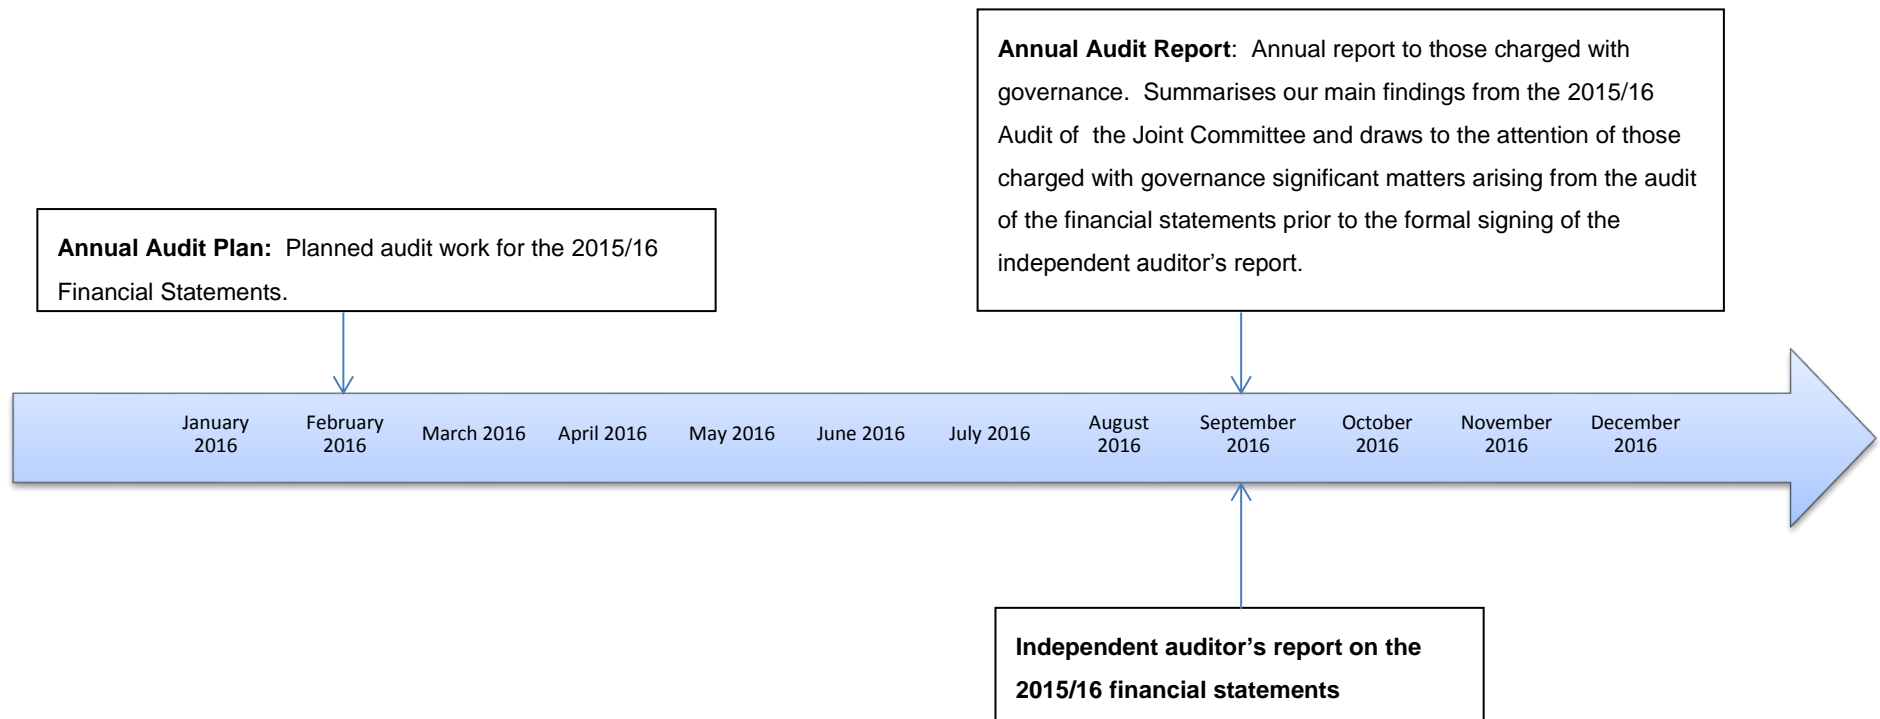 Annual Audit Report:  Annual report to those charged with
governance.  Summarises our main findings from the 2015/16
Audit of  the Joint Committee and draws to the attention of those
charged with governance significant matters arising from the audit
of the financial statements prior to the formal signing of the
independent auditor’s report.
Annual Audit Plan:  Planned audit work for the 2015/16
Financial Statements.
January
2016
February
2016
March 2016
April 2016
May 2016
June 2016
July 2016
August
2016
September
2016
October
2016
November
2016
December
2016
Independent auditor’s report on the
2015/16 financial statements